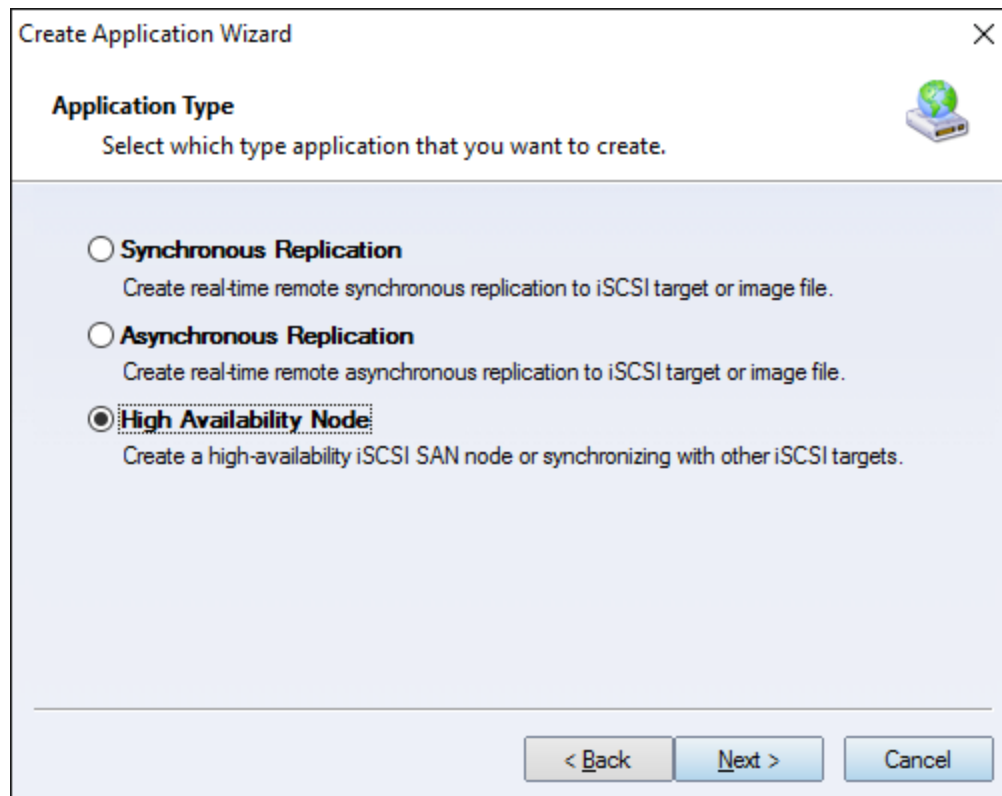 Create Application Wizard
Application Type
Select which type application that you want to create.
Synchronous Replication
Create real-time remote synchronous replication to iSCSI target or image file.
Asynchronous Replication
Create real-time remote asynchronous replication to iSCSI target or image file.
High Availability Node
Create a high-availability iSCSI SAN node or synchronizing with other iSCSI targets.
< Back Next > Cancel